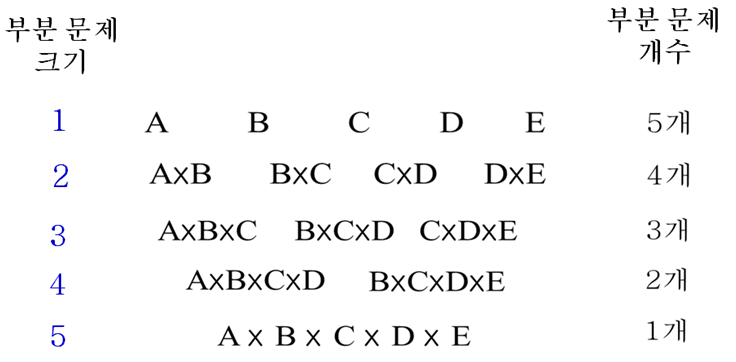 부분 문제 크기 부분 문제 개수
1 A B C D E 5개
2 AxB BxC CxD DxE 4개
3 AxBxC BxCxD CxDxE 3개
4 AxBxCxD BxCxDxE 2개
5 A x B x C x D x E 1개